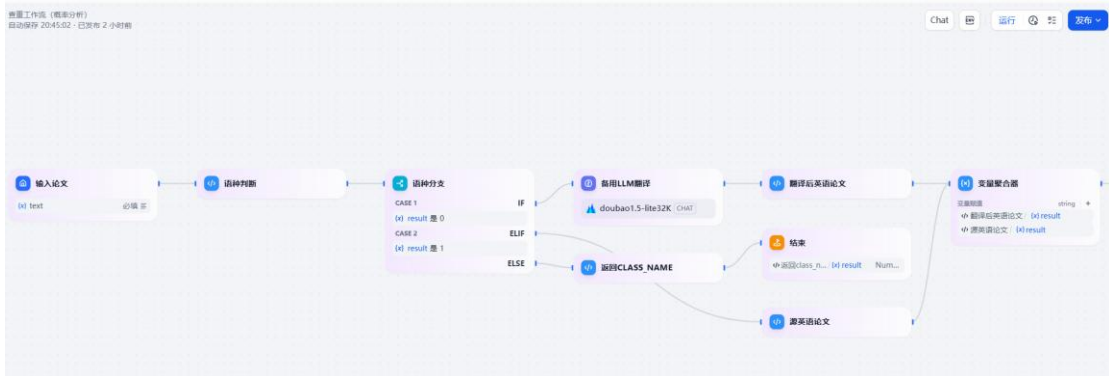 查重工作流（概率分析）
自动保存 20:45:02 · 已发布 2 小时前
Chat
运行
发布
输入论文
{x} text 必填
语种判断
语种分支
CASE 1 IF
{x} result 是 0
CASE 2 ELIF
{x} result 是 1
ELSE
备用LLM翻译
doubao1.5-lite32K CHAT
返回CLASS_NAME
翻译后英语论文
结束
返回class_n... {x} result Num...
源英语论文
变量聚合器
变量赋值 string +
翻译后英语论文 / {x} result
源英语论文 / {x} result